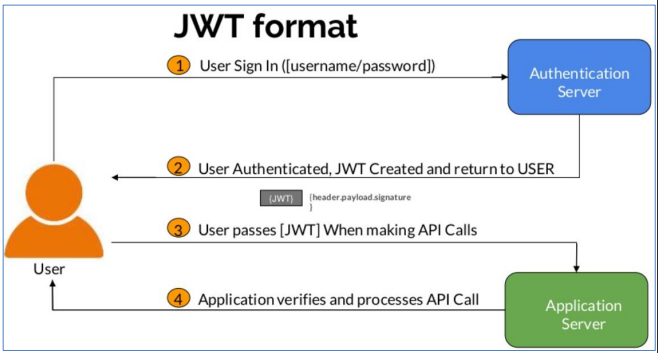 JWT format
1 User Sign In ([username/password])
Authentication
Server
2 User Authenticated, JWT Created and return to USER
(JWT) {header.payload.signature
}
3 User passes [JWT] When making API Calls
User
4 Application verifies and processes API Call
Application
Server